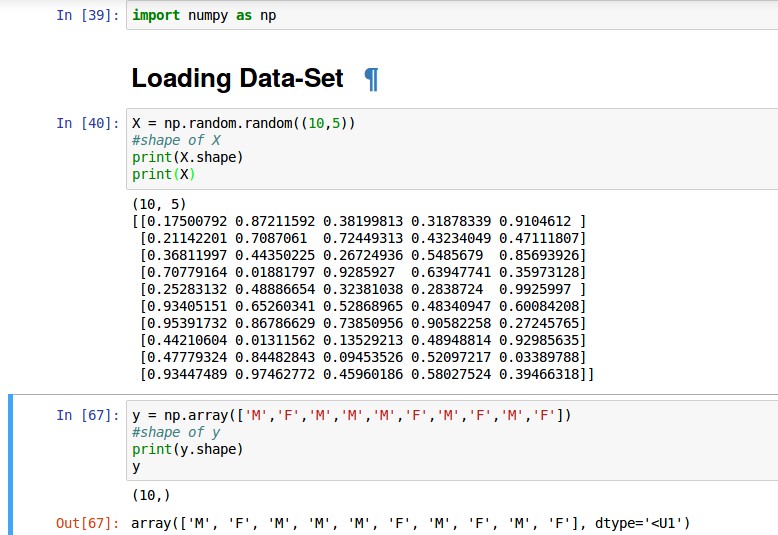 In [39]: import numpy as np
Loading Data-Set ¶
In [40]: X = np.random.random((10,5))
#shape of X
print(X.shape)
print(X)
(10, 5)
[[0.17500792 0.87211592 0.38199813 0.31878339 0.9104612 ]
 [0.21142201 0.7087061  0.72449313 0.43234049 0.47111807]
 [0.36811997 0.44350225 0.26724936 0.5485679  0.85693926]
 [0.70779164 0.01881797 0.9285927  0.63947741 0.35973128]
 [0.25283132 0.48886654 0.32381038 0.2838724  0.9925997 ]
 [0.93405151 0.65260341 0.52868965 0.48340947 0.60084208]
 [0.95391732 0.86786629 0.73850956 0.90582258 0.27245765]
 [0.44210604 0.01311562 0.13529213 0.48948814 0.92985635]
 [0.47779324 0.84482843 0.09453526 0.52097217 0.03389788]
 [0.93447489 0.97462772 0.45960186 0.58027524 0.39466318]]
In [67]: y = np.array(['M','F','M','M','M','F','M','F','M','F'])
#shape of y
print(y.shape)
y
(10,)
Out[67]: array(['M', 'F', 'M', 'M', 'M', 'F', 'M', 'F', 'M', 'F'], dtype='<U1')